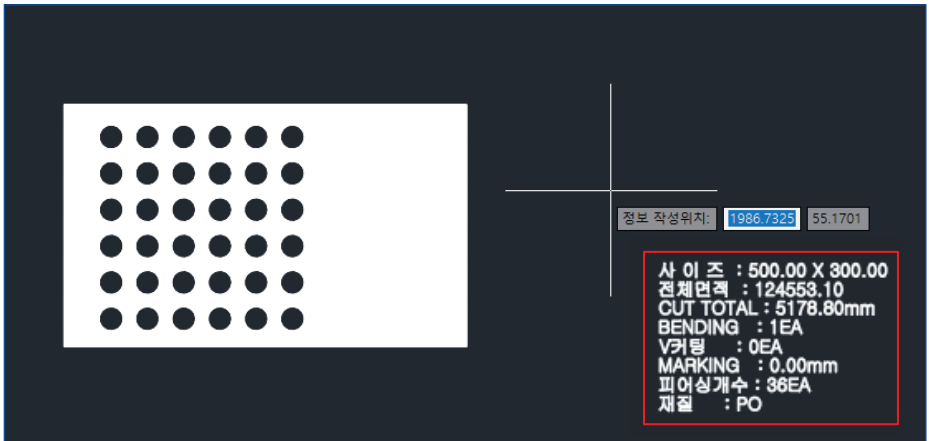 정보 작성위치: 1986.7325 55.1701
사 이 즈 : 500.00 X 300.00
전체면적 : 124553.10
CUT TOTAL : 5178.80mm
BENDING : 1EA
V커팅 : 0EA
MARKING : 0.00mm
피어싱개수 : 36EA
재질 : PO